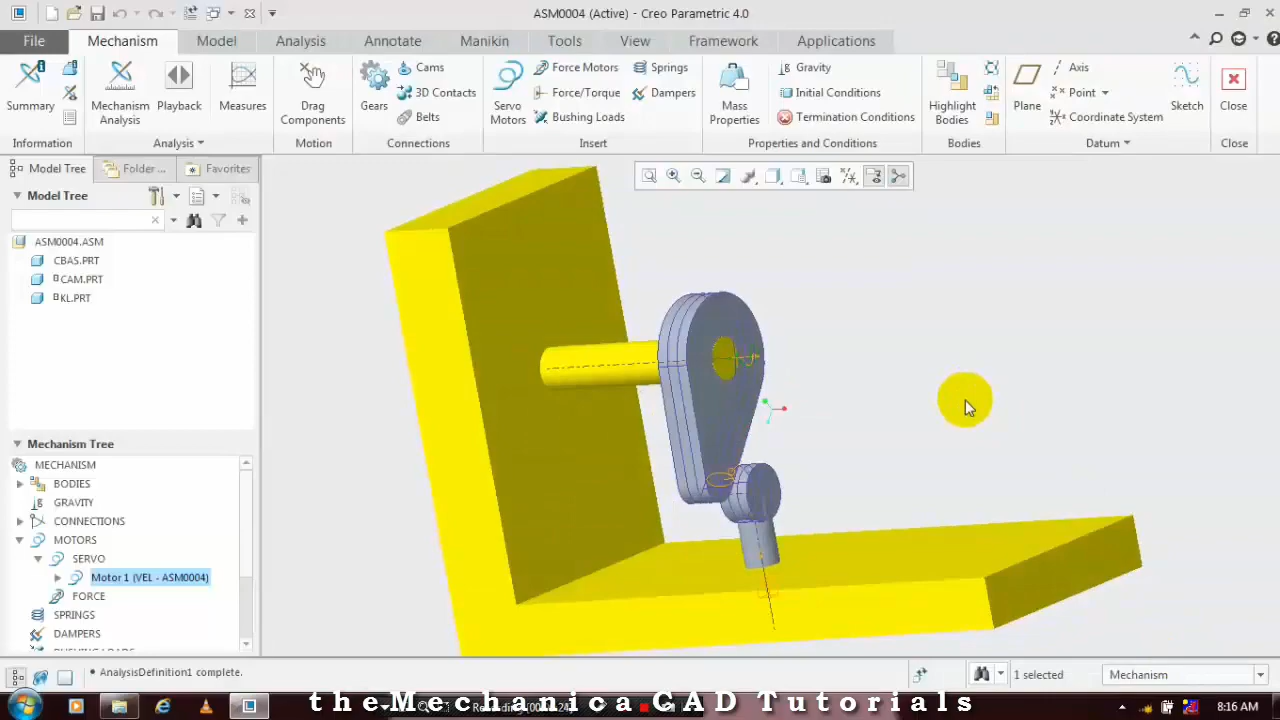 ASM0004 (Active) - Creo Parametric 4.0
File Mechanism Model Analysis Annotate Manikin Tools View Framework Applications
Summary
Mechanism Analysis
Playback
Measures
Drag Components
Gears
Cams
3D Contacts
Belts
Servo Motors
Force Motors
Force/Torque
Bushing Loads
Springs
Dampers
Mass Properties
Gravity
Initial Conditions
Termination Conditions
Highlight Bodies
Plane
Axis
Point
Coordinate System
Sketch
Close
Information Analysis Motion Connections Insert Properties and Conditions Bodies Datum Close
Model Tree Folder ... Favorites
Model Tree
ASM0004.ASM
CBAS.PRT
CAM.PRT
KL.PRT
Mechanism Tree
MECHANISM
BODIES
GRAVITY
CONNECTIONS
MOTORS
SERVO
Motor 1 (VEL - ASM0004)
FORCE
SPRINGS
DAMPERS
AnalysisDefinition1 complete.
1 selected
Mechanism
theMechanica CAD Tutorials
8:16 AM